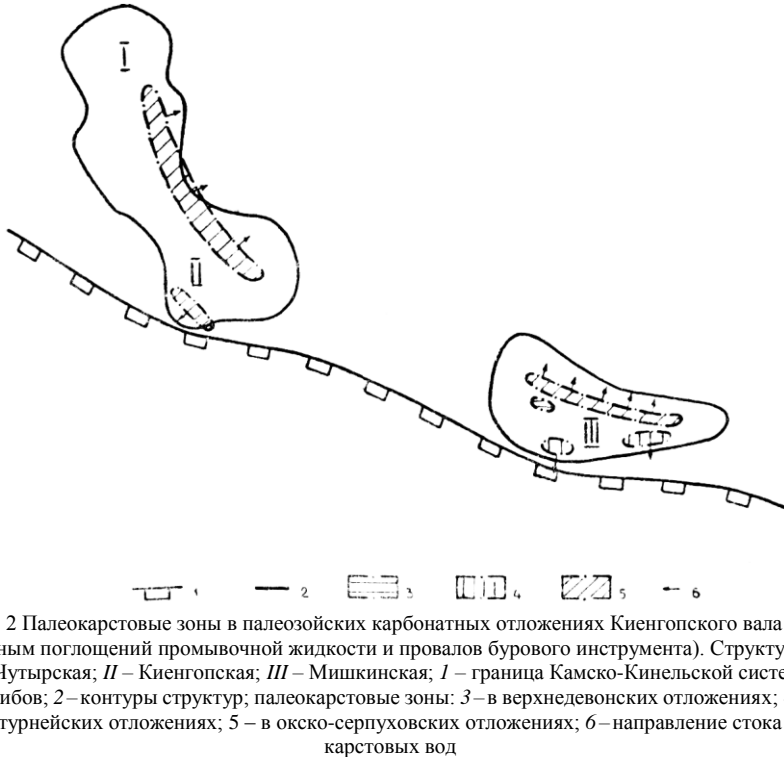 I
II
III
1 2 3 4 5 6
2 Палеокарстовые зоны в палеозойских карбонатных отложениях Киенгопского вала
ным поглощений промывочной жидкости и провалов бурового инструмента). Структу
Чутырская; II – Киенгопская; III – Мишкинская; 1 – граница Камско-Кинельской систе
ибов; 2 – контуры структур; палеокарстовые зоны: 3 – в верхнедевонских отложениях;
турнейских отложениях; 5 – в окско-серпуховских отложениях; 6 – направление стока
карстовых вод